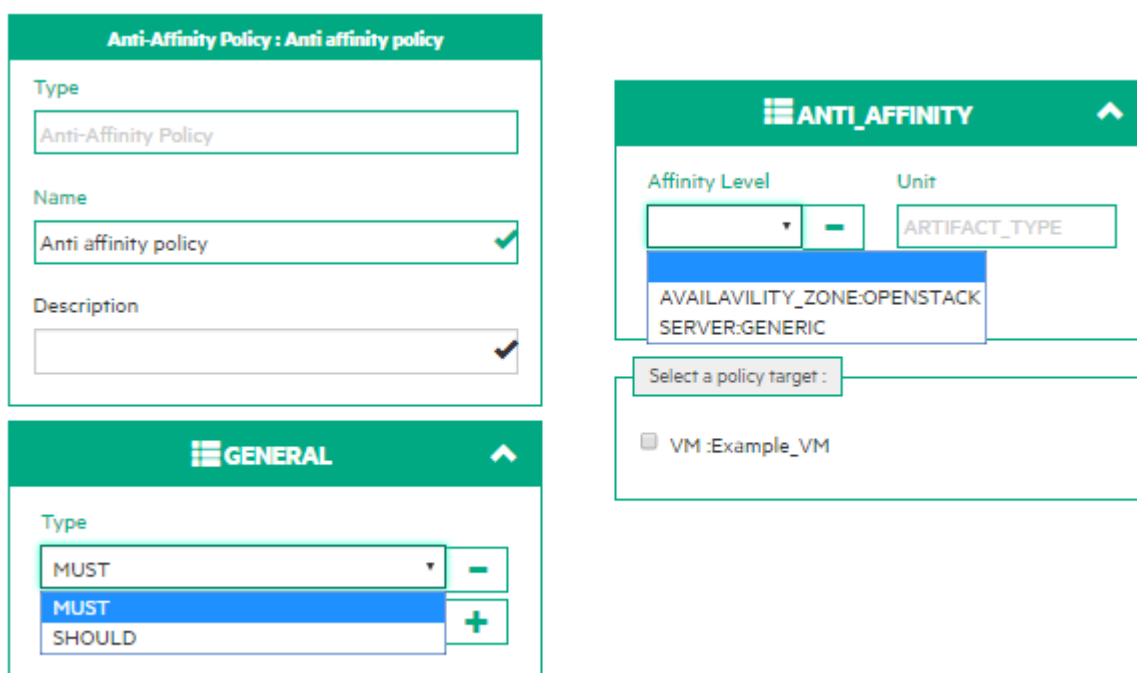 Anti-Affinity Policy : Anti affinity policy
Type
Anti-Affinity Policy
Name
Anti affinity policy
Description
GENERAL
Type
MUST
MUST
SHOULD
ANTI_AFFINITY
Affinity Level Unit
ARTIFACT_TYPE
AVAILAVILITY_ZONE:OPENSTACK
SERVER:GENERIC
Select a policy target :
VM :Example_VM